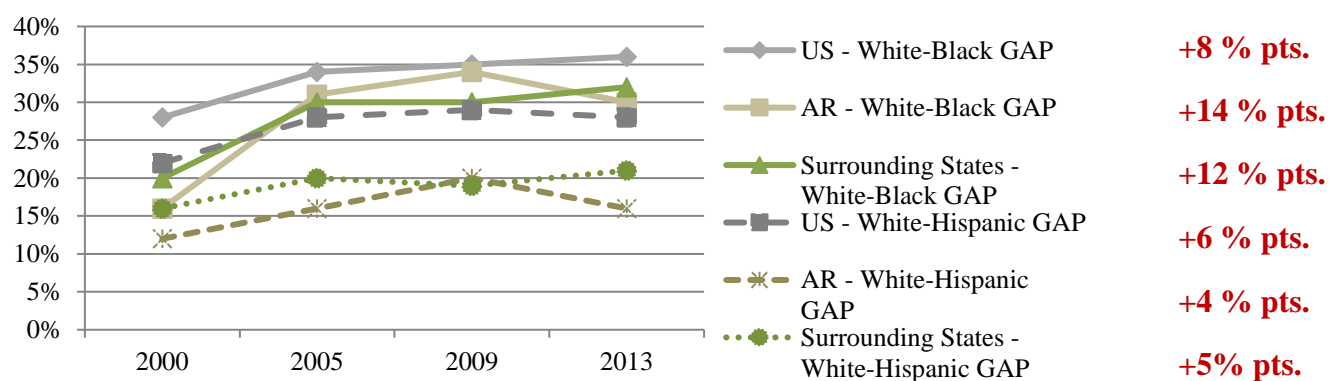 40%
35%
30%
25%
20%
15%
10%
5%
0%
2000 2005 2009 2013
US - White-Black GAP +8 % pts.
AR - White-Black GAP +14 % pts.
Surrounding States -
White-Black GAP +12 % pts.
US - White-Hispanic GAP +6 % pts.
AR - White-Hispanic
GAP +4 % pts.
Surrounding States -
White-Hispanic GAP +5% pts.